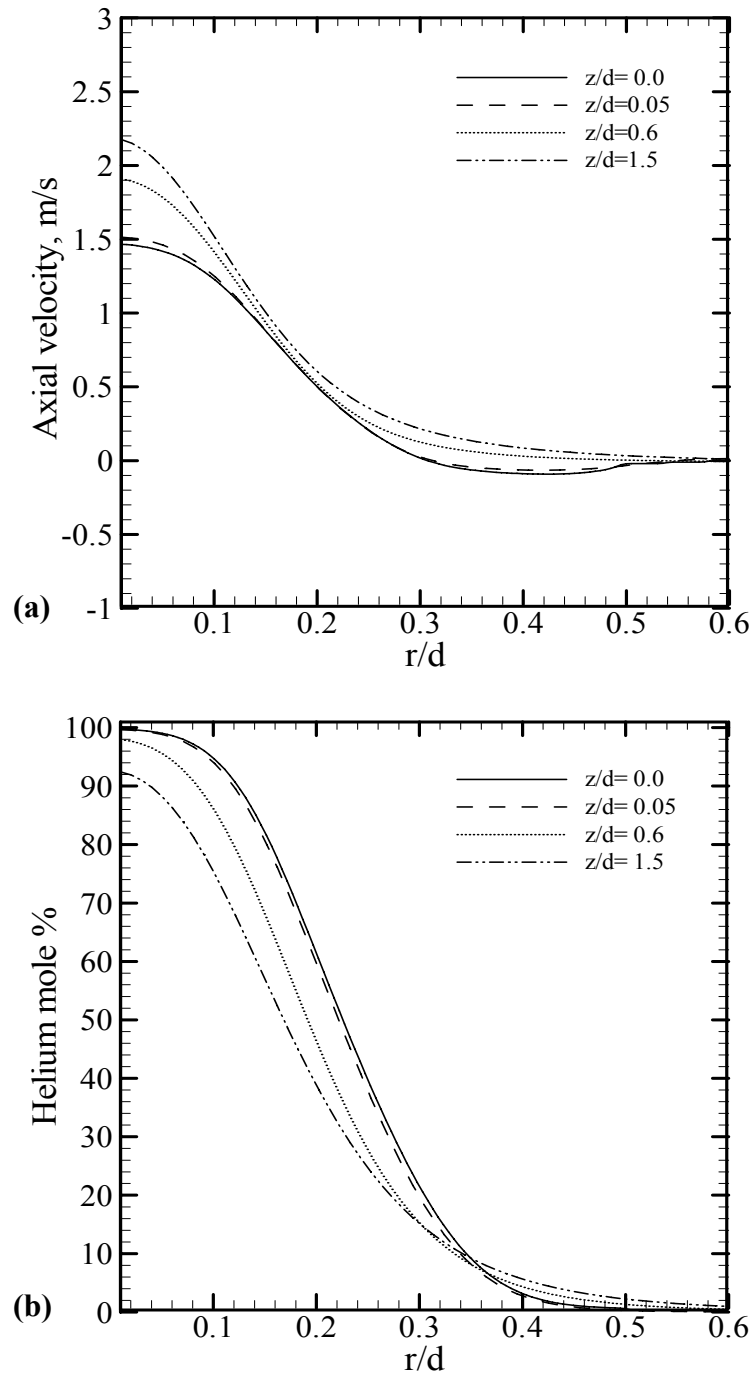 3
2.5
2
1.5
1
0.5
0
-0.5
-1
Axial velocity, m/s
z/d= 0.0
z/d=0.05
z/d=0.6
z/d=1.5
0.1 0.2 0.3 0.4 0.5 0.6
r/d
(a)
100
90
80
70
60
50
40
30
20
10
0
Helium mole %
z/d= 0.0
z/d= 0.05
z/d= 0.6
z/d= 1.5
0.1 0.2 0.3 0.4 0.5 0.6
r/d
(b)